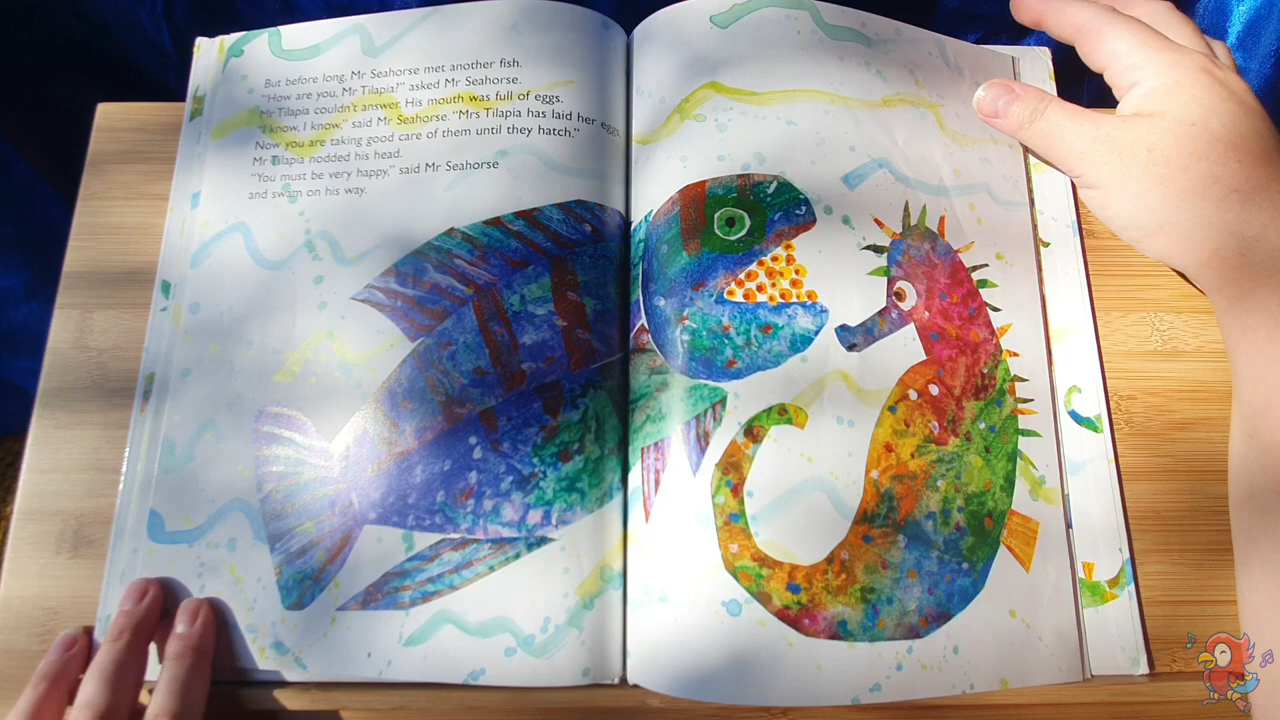 But before long, Mr Seahorse met another fish.
“How are you, Mr Tilapia?” asked Mr Seahorse.
Mr Tilapia couldn’t answer. His mouth was full of eggs.
“I know, I know,” said Mr Seahorse. “Mrs Tilapia has laid her eggs.
Now you are taking good care of them until they hatch.”
Mr Tilapia nodded his head.
“You must be very happy,” said Mr Seahorse
and swam on his way.